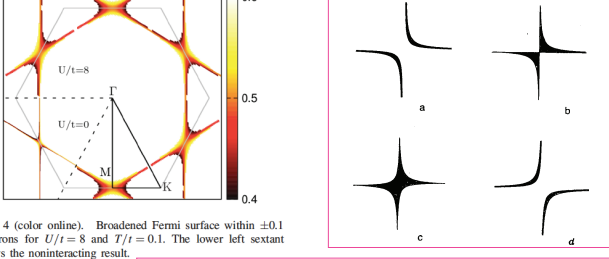 U/t=8
Γ
0.5
U/t=0
M
K
0.4
4 (color online). Broadened Fermi surface within ±0.1
rons for U/t = 8 and T/t = 0.1. The lower left sextant
s the noninteracting result.
a
b
c
d